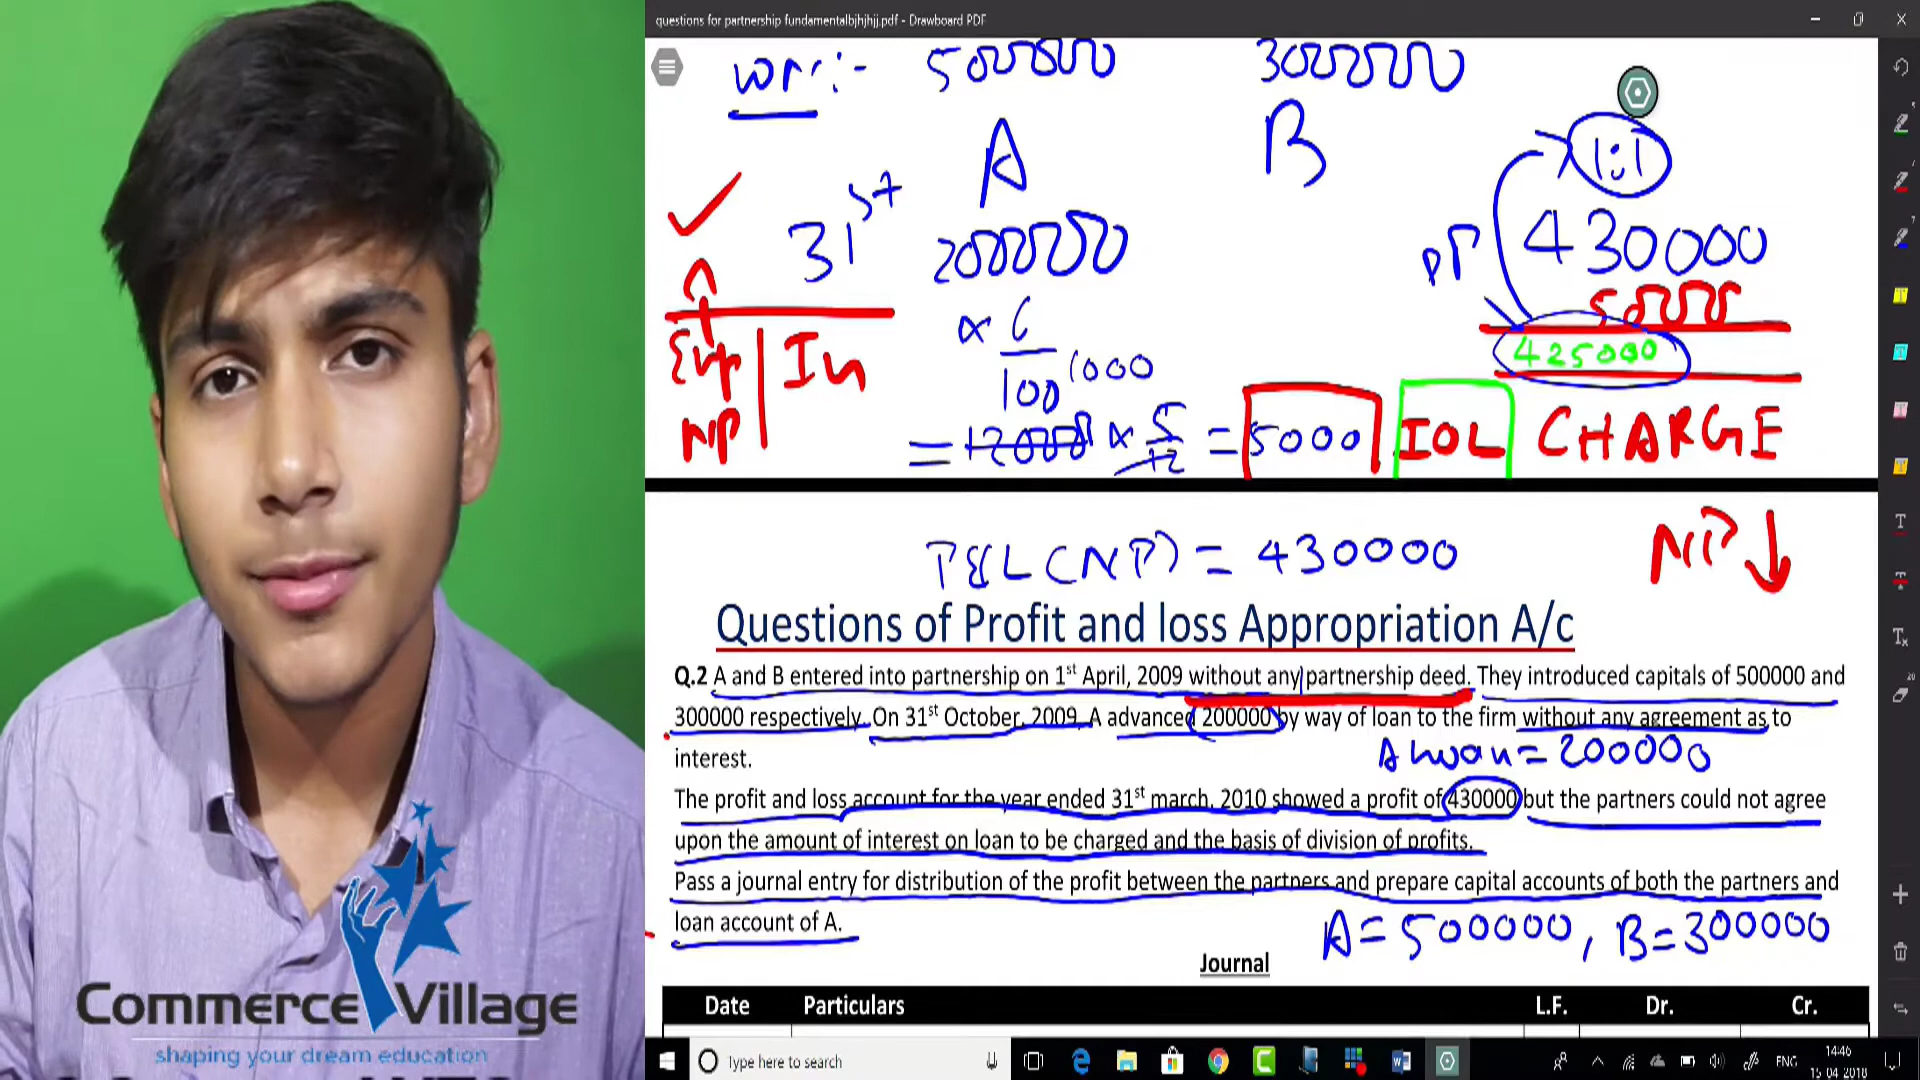 questions for partnership fundamentalbjhjhjj.pdf - Drawboard PDF
500000 300000
A B
1:1
31st 200000
430000
5000
× 6
100
1000
425000
Exp In
NP
= 12000 × 5 = 5000 IOL CHARGE
12
P&L (NP) = 430000
NP ↓
Questions of Profit and loss Appropriation A/c
Q.2 A and B entered into partnership on 1st April, 2009 without any partnership deed. They introduced capitals of 500000 and
300000 respectively. On 31st October, 2009. A advanced 200000 by way of loan to the firm without any agreement as to
interest.
A Loan = 200000
The profit and loss account for the year ended 31st march, 2010 showed a profit of 430000 but the partners could not agree
upon the amount of interest on loan to be charged and the basis of division of profits.
Pass a journal entry for distribution of the profit between the partners and prepare capital accounts of both the partners and
loan account of A.
A = 500000, B = 300000
Journal
Date Particulars L.F. Dr. Cr.
Commerce Village
shaping your dream education
Type here to search
ENG
14:46
15-04-2018